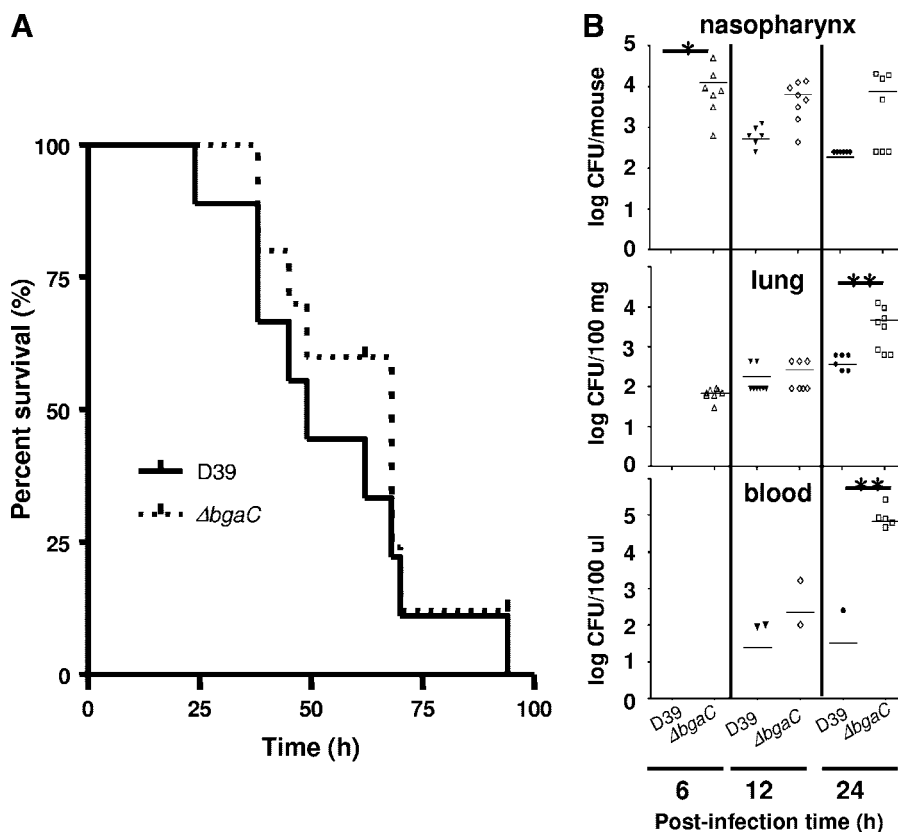 A
100
75
50
25
0
Percent survival (%)
D39
ΔbgaC
0 25 50 75 100
Time (h)
B
nasopharynx
*
5
4
3
2
1
0
log CFU/mouse
lung
**
4
3
2
1
0
log CFU/100 mg
blood
**
5
4
3
2
1
0
log CFU/100 ul
D39 ΔbgaC D39 ΔbgaC D39 ΔbgaC
6 12 24
Post-infection time (h)